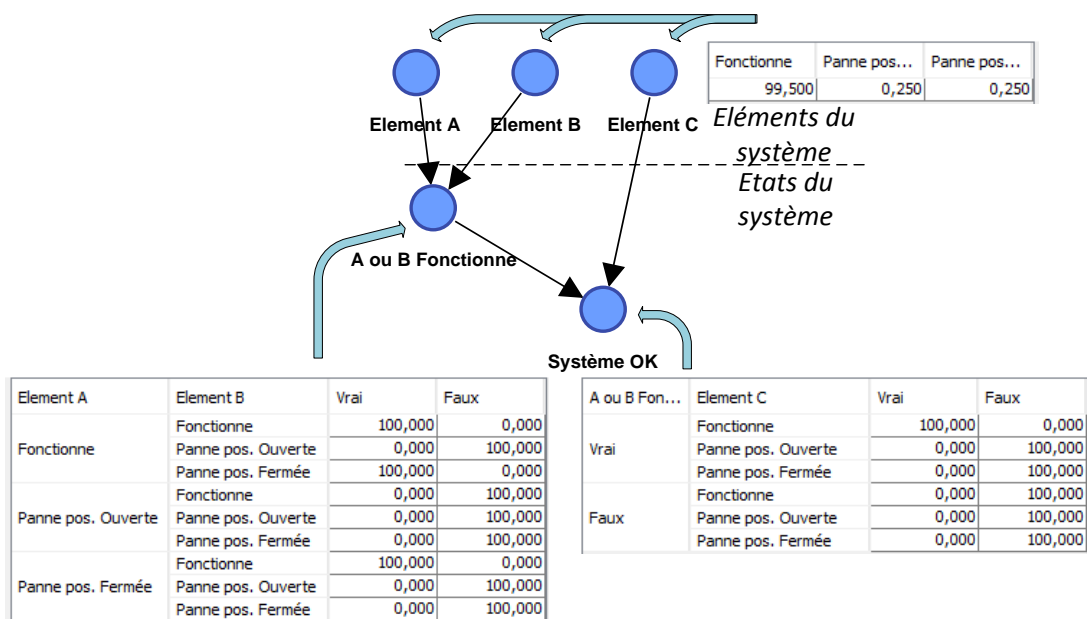 Fonctionne Panne pos... Panne pos...
99,500 0,250 0,250
Element A Element B Element C
Eléments du
système
Etats du
système
A ou B Fonctionne
Système OK
Element A Element B Vrai Faux
Fonctionne 100,000 0,000
Fonctionne Panne pos. Ouverte 0,000 100,000
Panne pos. Fermée 100,000 0,000
Fonctionne 0,000 100,000
Panne pos. Ouverte Panne pos. Ouverte 0,000 100,000
Panne pos. Fermée 0,000 100,000
Fonctionne 100,000 0,000
Panne pos. Fermée Panne pos. Ouverte 0,000 100,000
Panne pos. Fermée 0,000 100,000
A ou B Fon... Element C Vrai Faux
Fonctionne 100,000 0,000
Vrai Panne pos. Ouverte 0,000 100,000
Panne pos. Fermée 0,000 100,000
Fonctionne 0,000 100,000
Faux Panne pos. Ouverte 0,000 100,000
Panne pos. Fermée 0,000 100,000